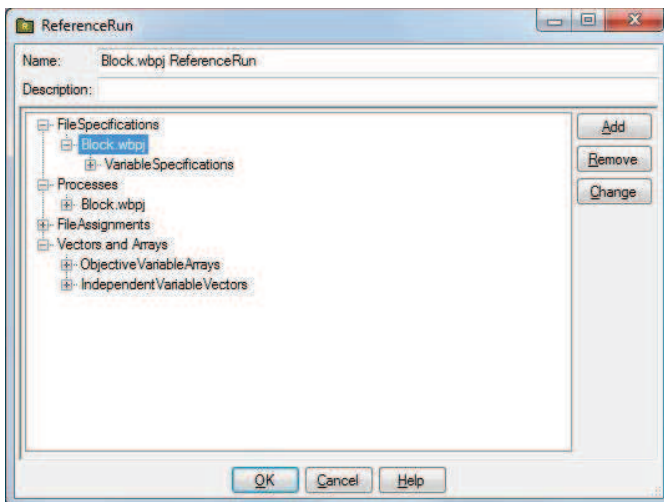 ReferenceRun
Name: Block.wbpj ReferenceRun
Description:
FileSpecifications
Block.wbpj
VariableSpecifications
Processes
Block.wbpj
FileAssignments
Vectors and Arrays
ObjectiveVariableArrays
IndependentVariableVectors
Add
Remove
Change
OK Cancel Help